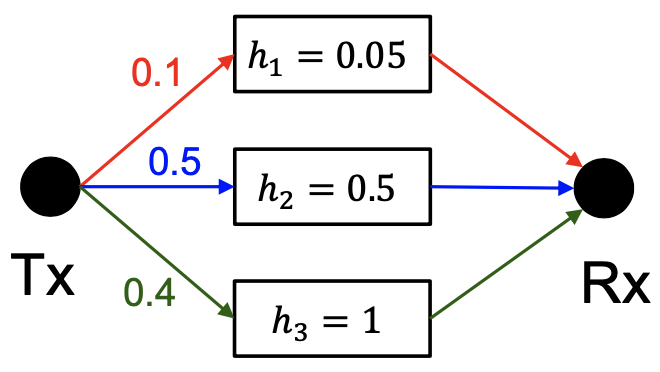 0.1
h₁ = 0.05
0.5
h₂ = 0.5
Tx
Rx
0.4
h₃ = 1